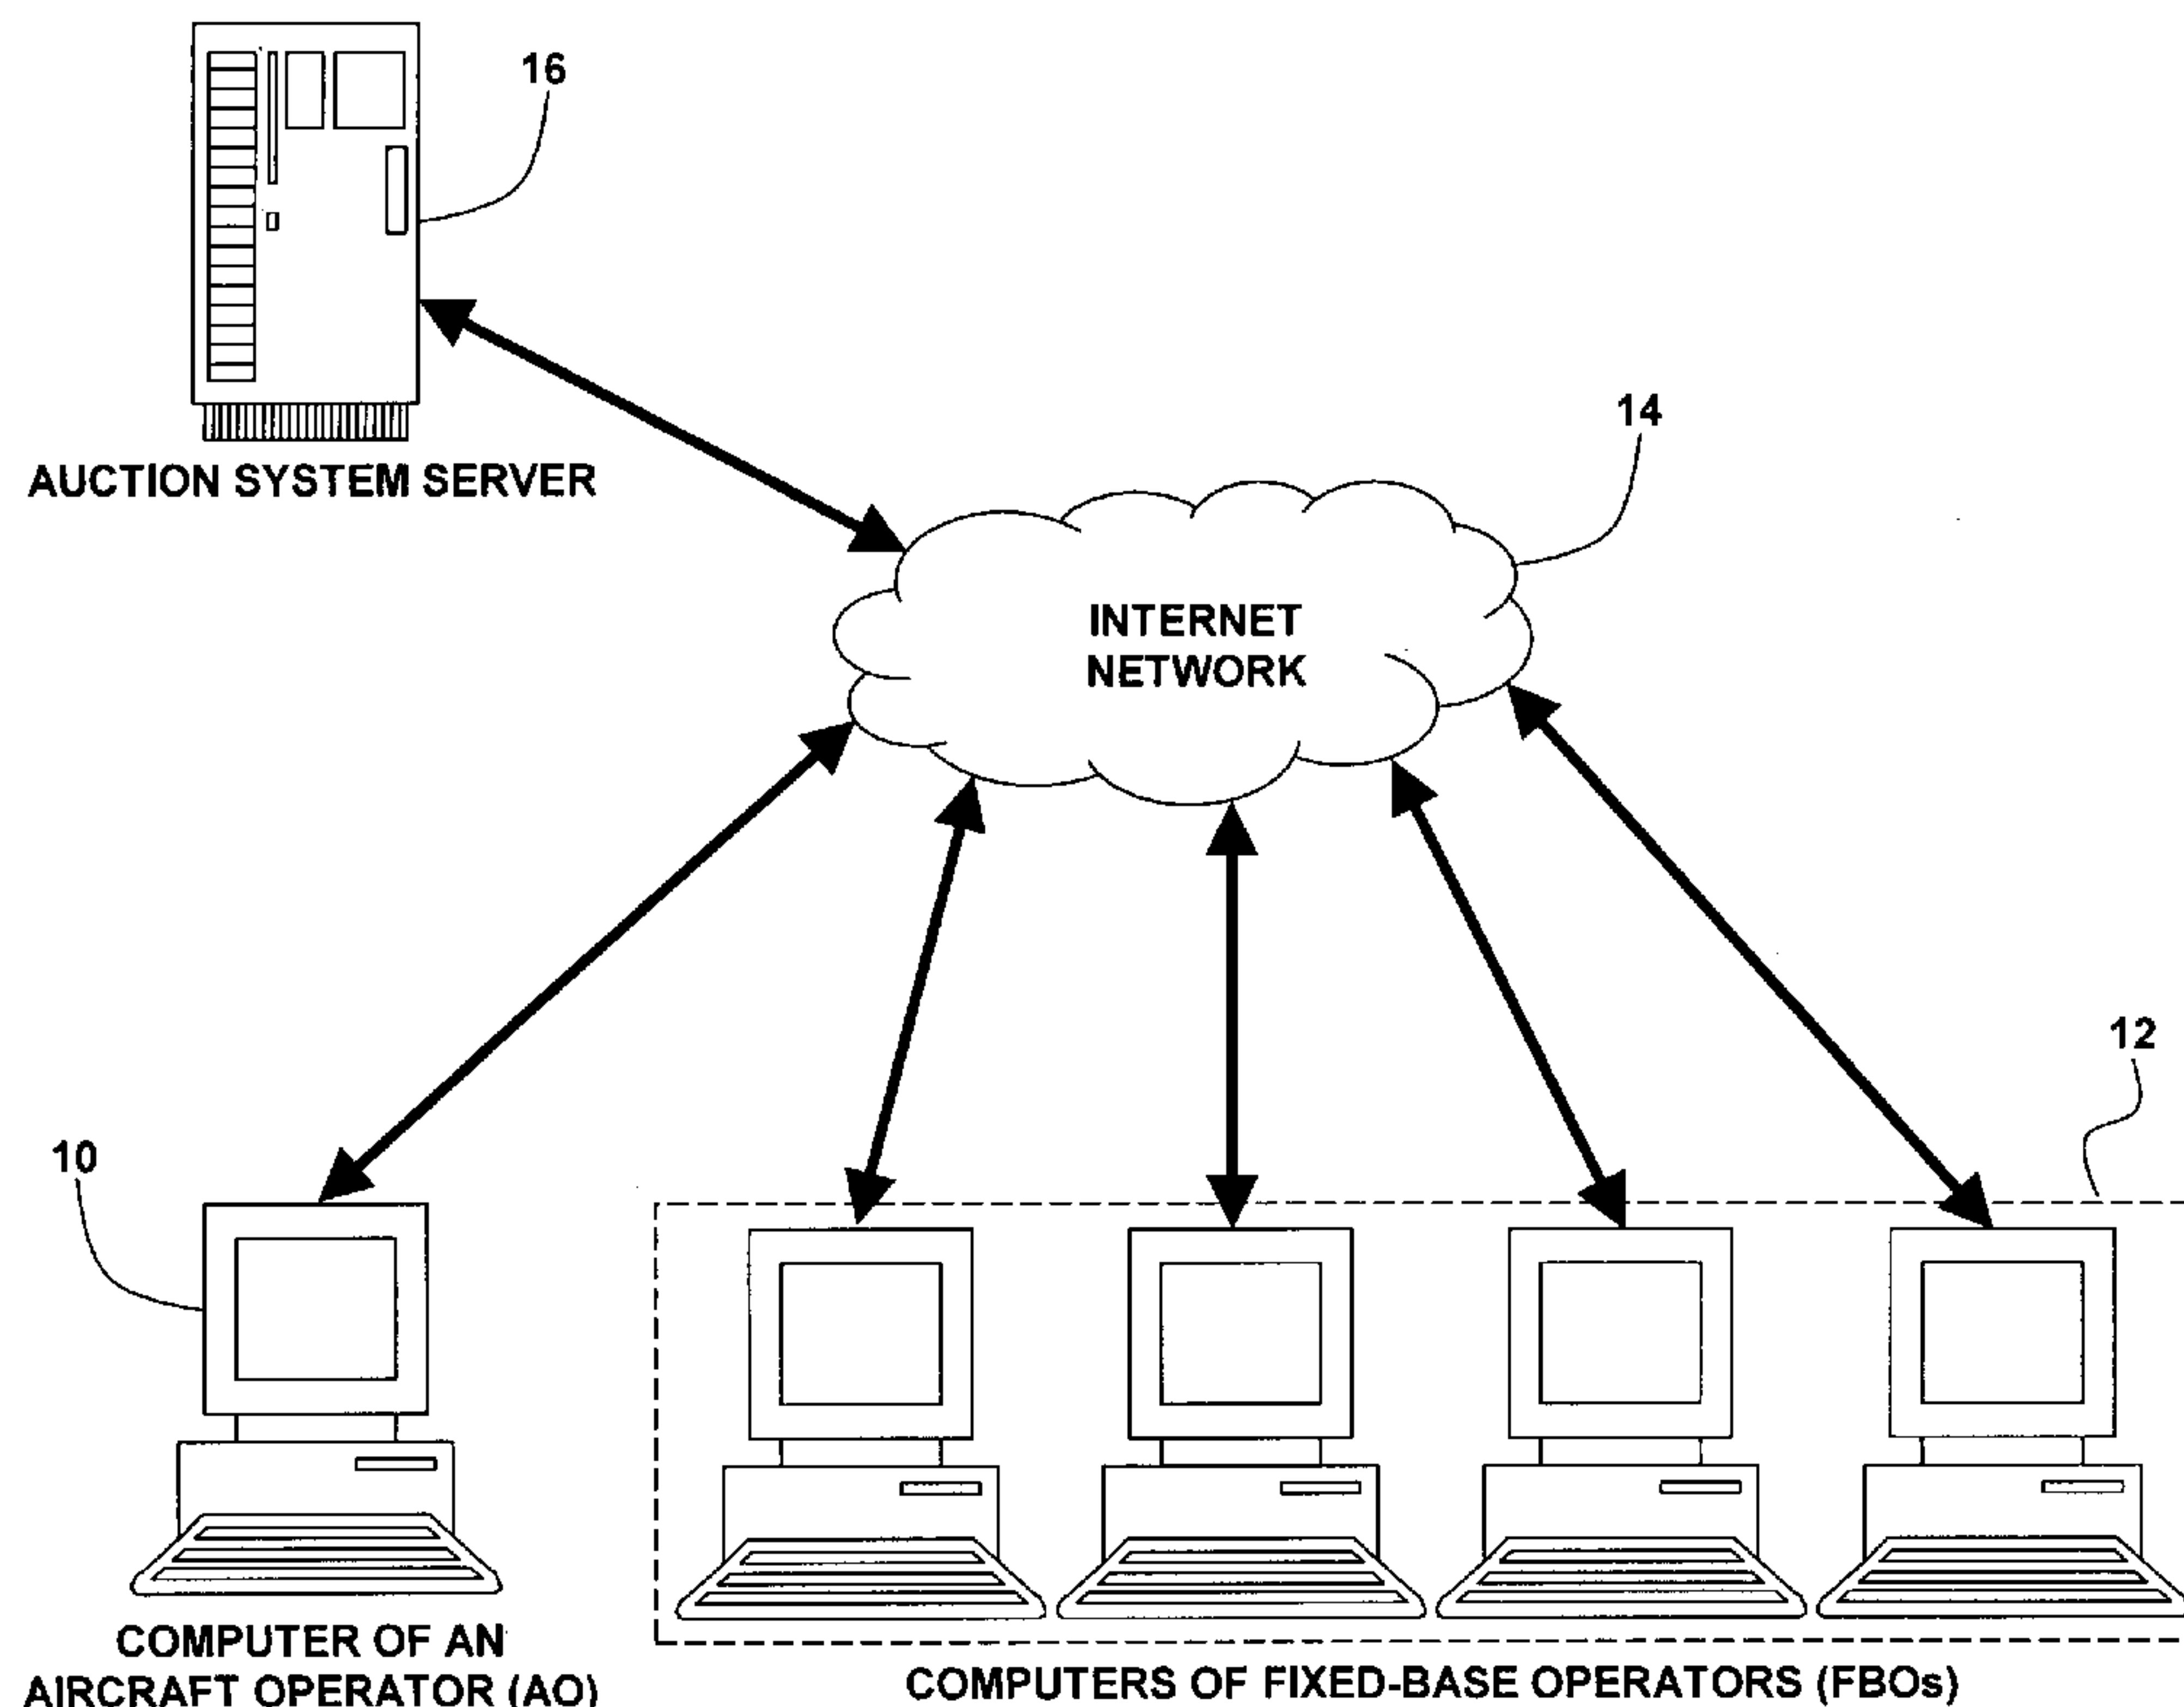 16
AUCTION SYSTEM SERVER
14
INTERNET
NETWORK
12
10
COMPUTER OF AN
AIRCRAFT OPERATOR (AO)
COMPUTERS OF FIXED-BASE OPERATORS (FBOs)